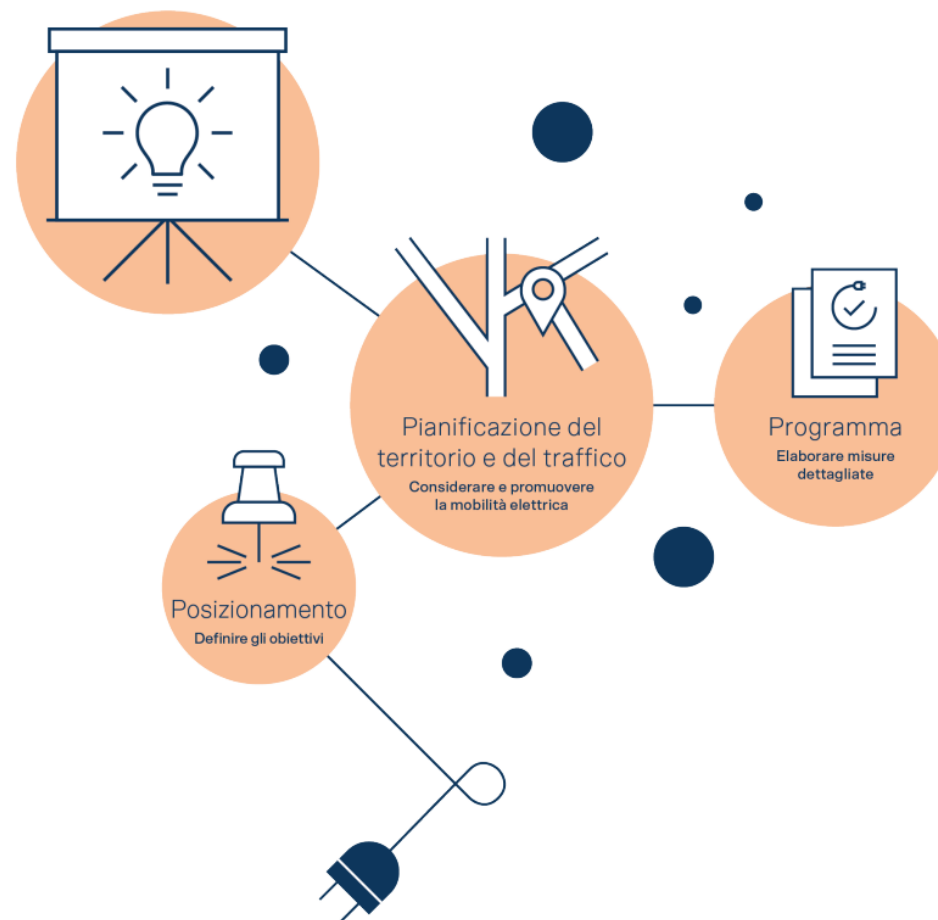 Pianificazione del
territorio e del traffico
Considerare e promuovere
la mobilità elettrica
Programma
Elaborare misure
dettagliate
Posizionamento
Definire gli obiettivi